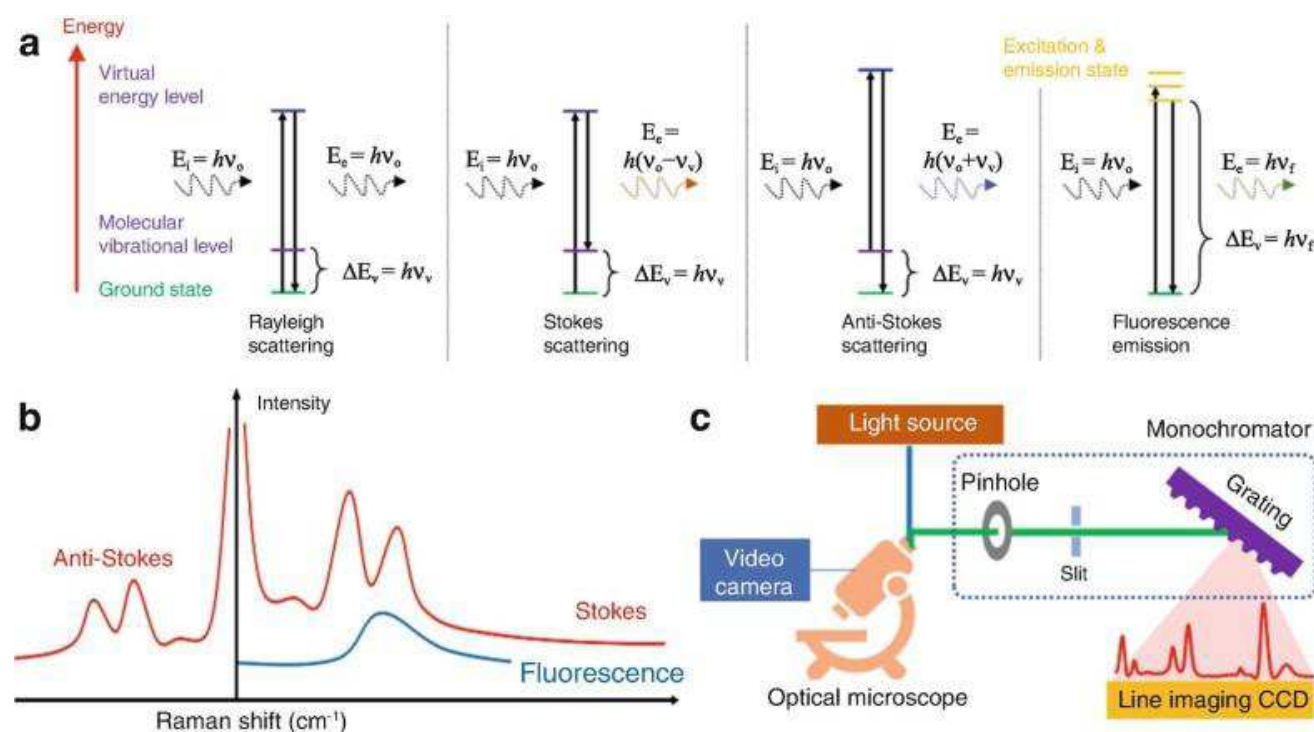 a
Energy
Virtual
energy level
Molecular
vibrational level
Ground state
Eᵢ = hνₒ
Eₑ = hνₒ
ΔEᵥ = hνᵥ
Rayleigh
scattering
Eᵢ = hνₒ
Eₑ =
h(νₒ−νᵥ)
ΔEᵥ = hνᵥ
Stokes
scattering
Eᵢ = hνₒ
Eₑ =
h(νₒ+νᵥ)
ΔEᵥ = hνᵥ
Anti-Stokes
scattering
Excitation &
emission state
Eᵢ = hνₒ
Eₑ = hν_f
ΔEᵥ = hν_f
Fluorescence
emission
b
Intensity
Anti-Stokes
Stokes
Fluorescence
Raman shift (cm⁻¹)
c
Light source
Monochromator
Pinhole
Grating
Video
camera
Slit
Optical microscope
Line imaging CCD